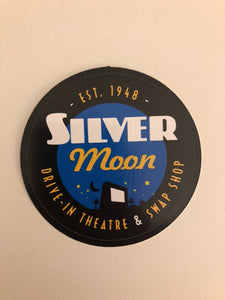 - EST. 1948 -
SILVER
Moon
DRIVE-IN THEATRE & SWAP SHOP